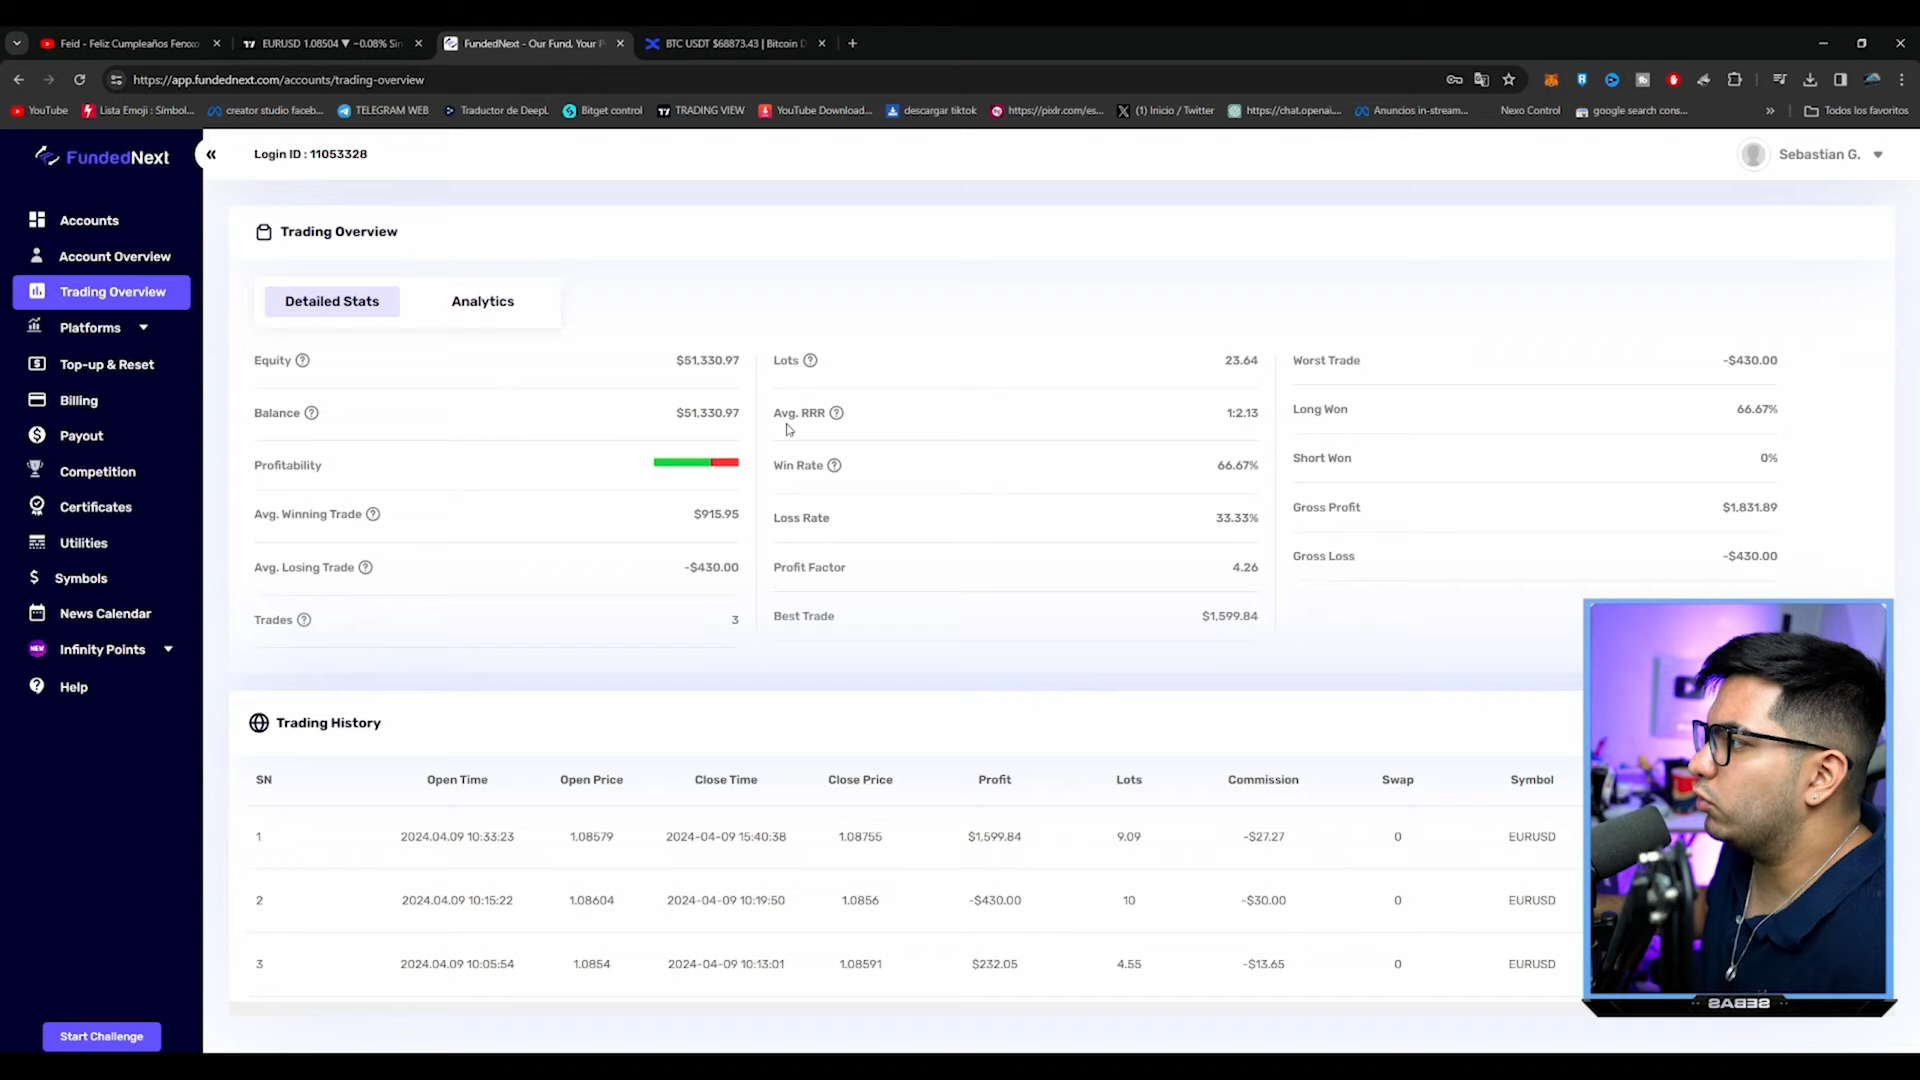 Feid - Feliz Cumpleaños Ferxxo
EURUSD 1.08504 ▼ −0.08% Sin
FundedNext - Our Fund, Your P
BTC USDT $68873.43 | Bitcoin D
https://app.fundednext.com/accounts/trading-overview
YouTube
Lista Emoji : Símbol...
creator studio faceb...
TELEGRAM WEB
Traductor de DeepL
Bitget control
TRADING VIEW
YouTube Download...
descargar tiktok
https://pixlr.com/es...
(1) Inicio / Twitter
https://chat.openai....
Anuncios in-stream...
Nexo Control
google search cons...
»
Todos los favoritos
FundedNext
«
Login ID : 11053328
Sebastian G.
Accounts
Account Overview
Trading Overview
Platforms
Top-up & Reset
Billing
Payout
Competition
Certificates
Utilities
Symbols
News Calendar
NEW
Infinity Points
Help
Start Challenge
Trading Overview
Detailed Stats
Analytics
Equity $51,330.97
Balance $51,330.97
Profitability
Avg. Winning Trade $915.95
Avg. Losing Trade -$430.00
Trades 3
Lots 23.64
Avg. RRR 1:2.13
Win Rate 66.67%
Loss Rate 33.33%
Profit Factor 4.26
Best Trade $1,599.84
Worst Trade -$430.00
Long Won 66.67%
Short Won 0%
Gross Profit $1,831.89
Gross Loss -$430.00
Trading History
SN Open Time Open Price Close Time Close Price Profit Lots Commission Swap Symbol
1 2024.04.09 10:33:23 1.08579 2024-04-09 15:40:38 1.08755 $1,599.84 9.09 -$27.27 0 EURUSD
2 2024.04.09 10:15:22 1.08604 2024-04-09 10:19:50 1.0856 -$430.00 10 -$30.00 0 EURUSD
3 2024.04.09 10:05:54 1.0854 2024-04-09 10:13:01 1.08591 $232.05 4.55 -$13.65 0 EURUSD
SEBAS